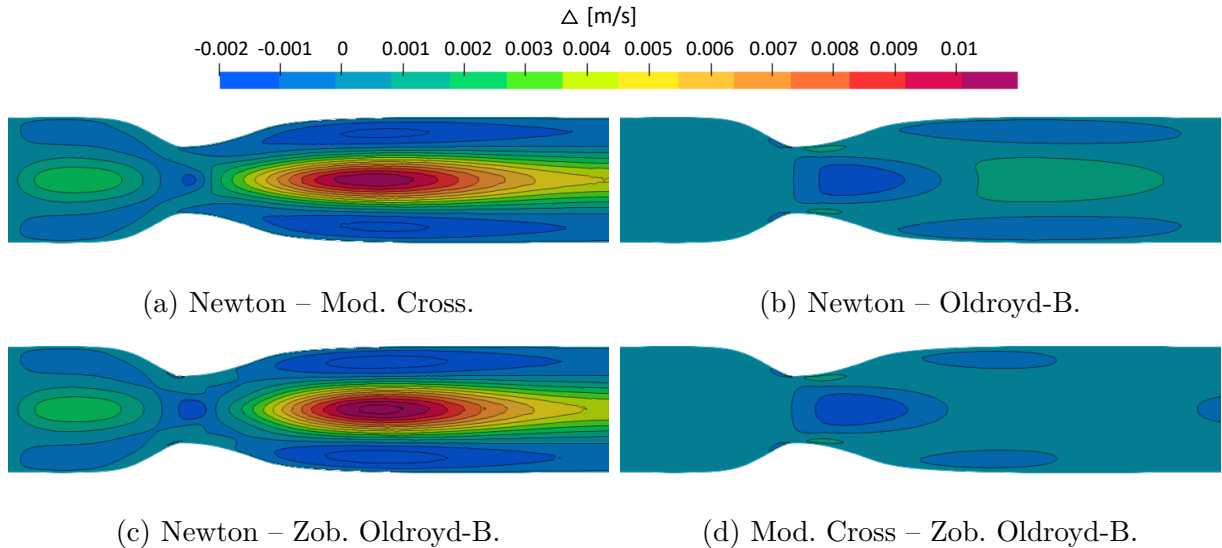 △ [m/s]
-0.002 -0.001 0 0.001 0.002 0.003 0.004 0.005 0.006 0.007 0.008 0.009 0.01
(a) Newton – Mod. Cross.
(b) Newton – Oldroyd-B.
(c) Newton – Zob. Oldroyd-B.
(d) Mod. Cross – Zob. Oldroyd-B.